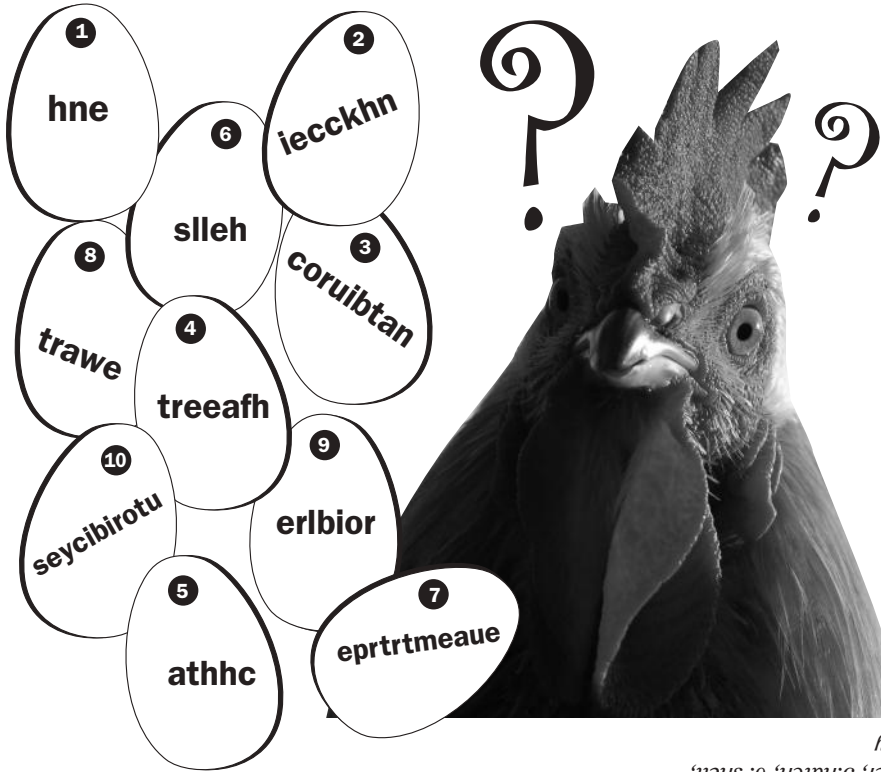 1
hne
2
iecckhn
6
slleh
3
coruibtan
8
trawe
4
treeafh
10
seycibirotu
9
erlbior
5
athhc
7
eprtrtmeaue
? ?